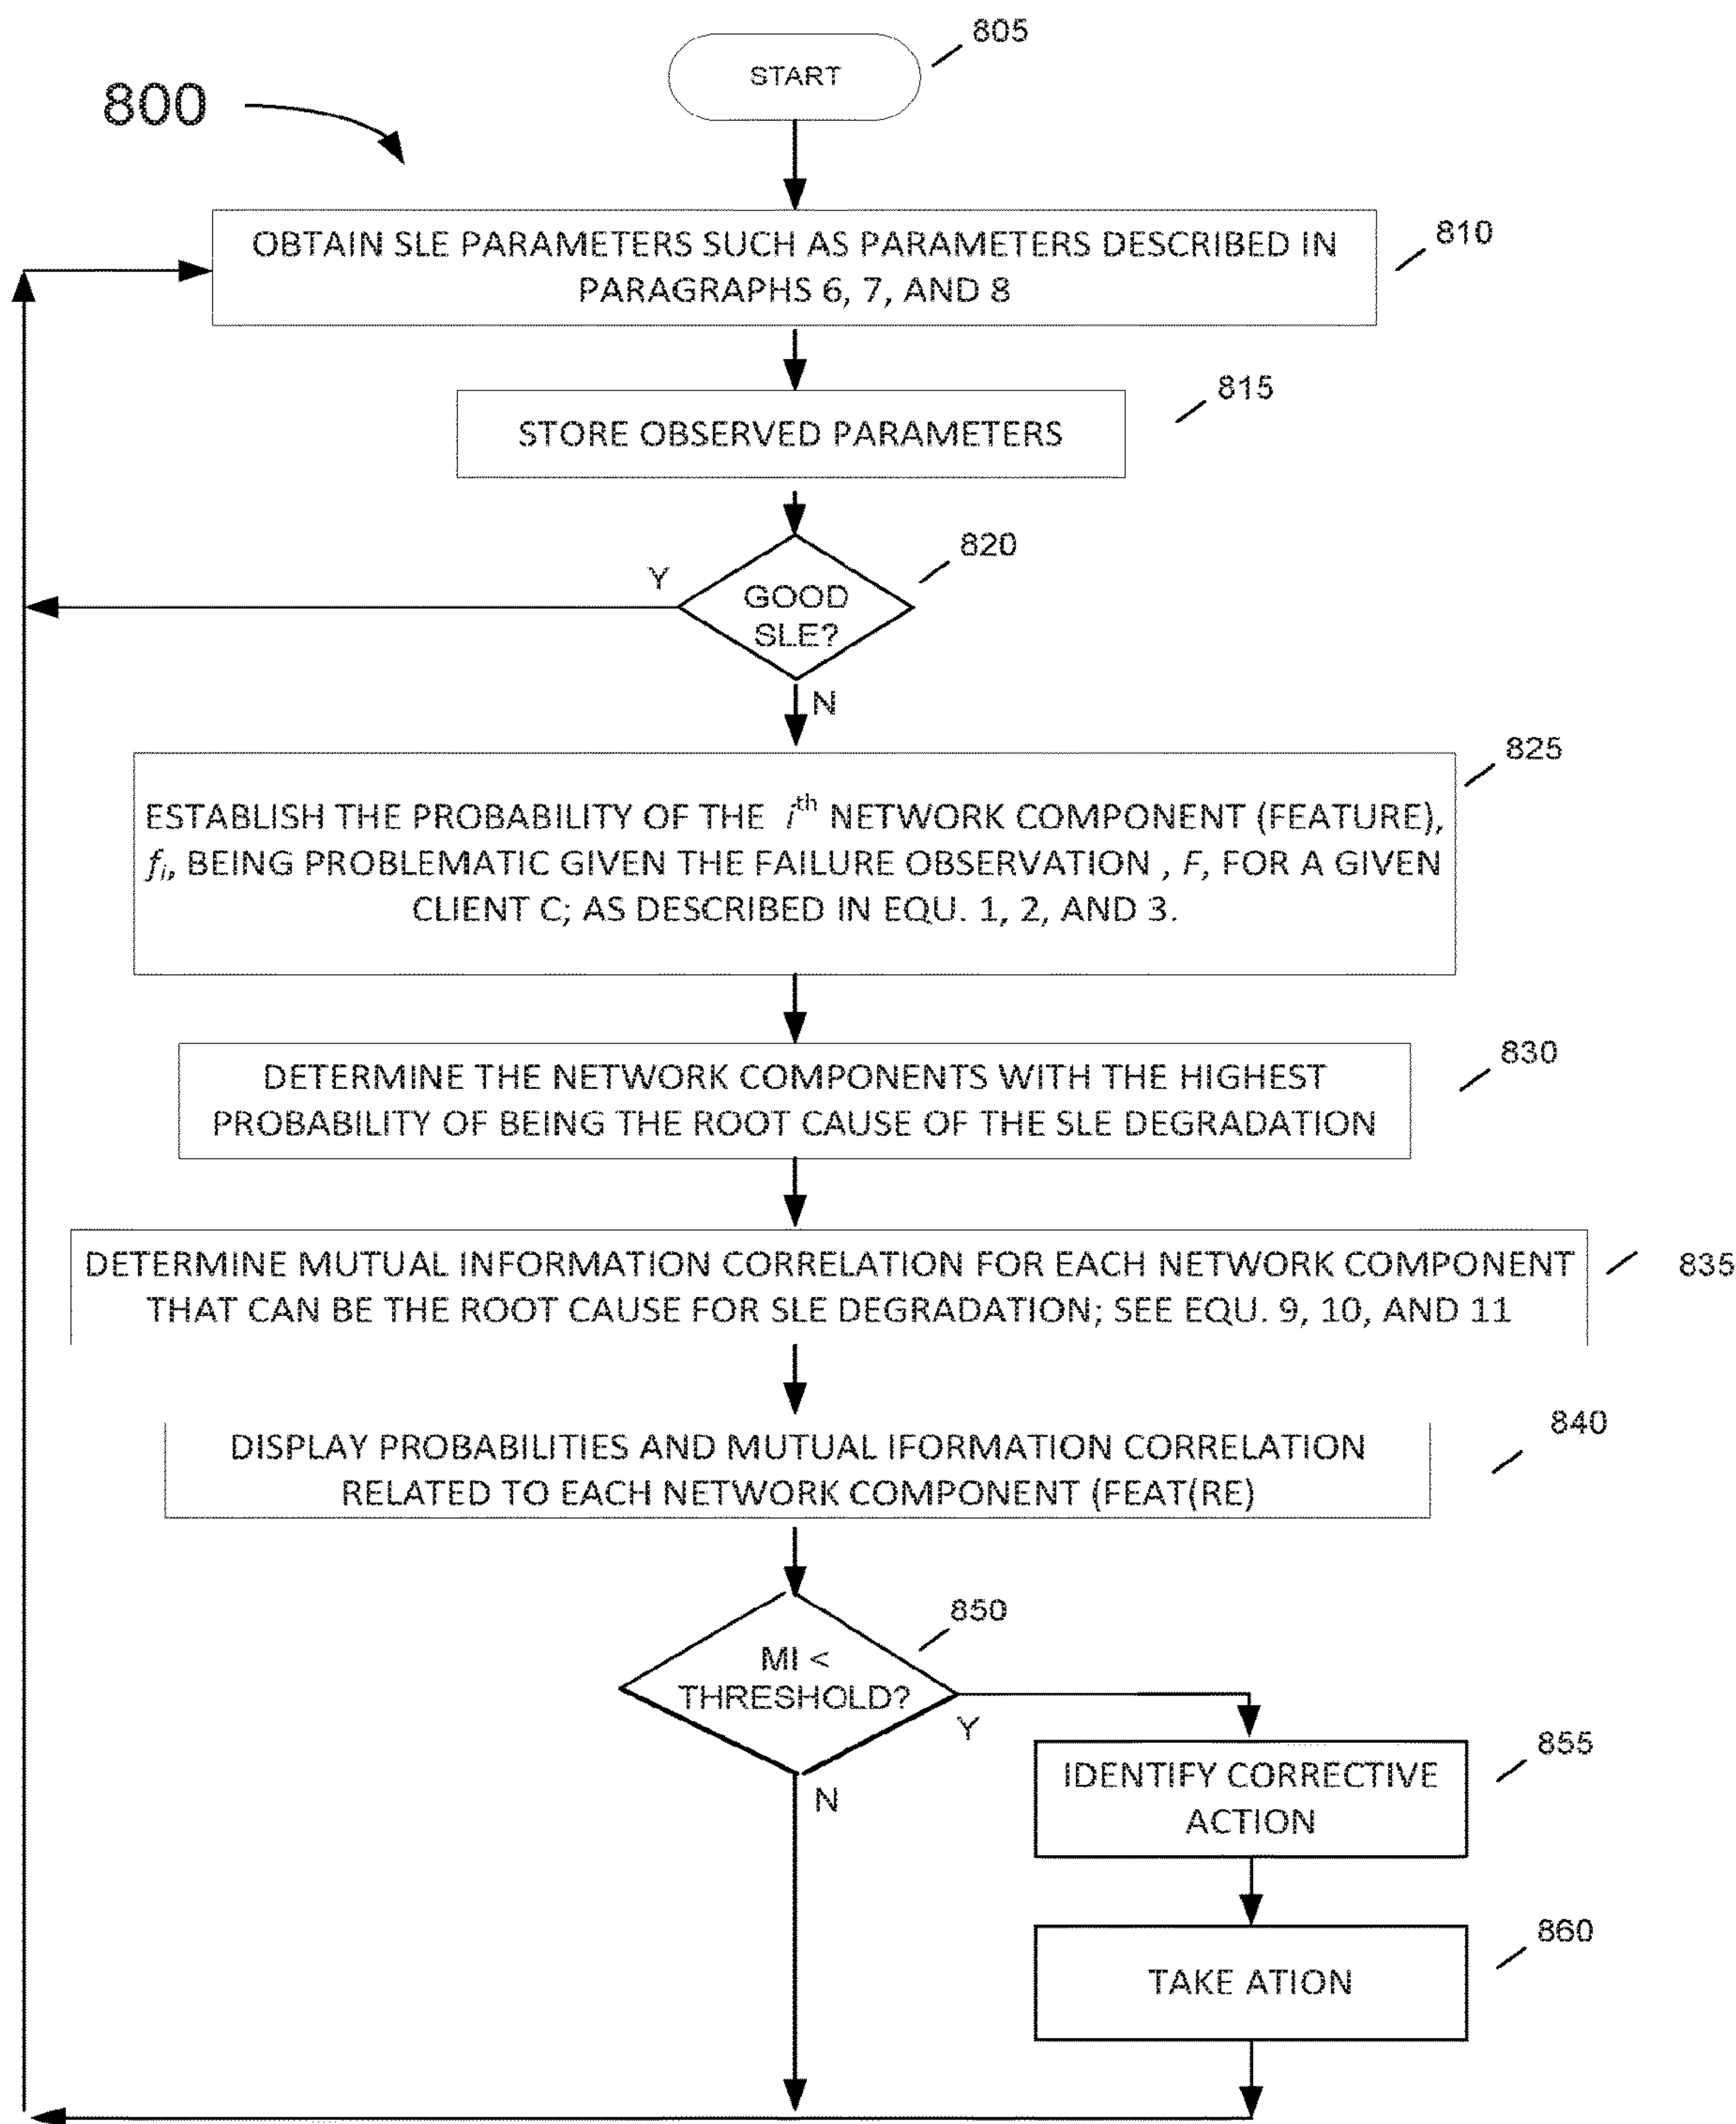 805
START
800
810
OBTAIN SLE PARAMETERS SUCH AS PARAMETERS DESCRIBED IN
PARAGRAPHS 6, 7, AND 8
815
STORE OBSERVED PARAMETERS
820
Y
GOOD
SLE?
N
825
ESTABLISH THE PROBABILITY OF THE ith NETWORK COMPONENT (FEATURE),
fi, BEING PROBLEMATIC GIVEN THE FAILURE OBSERVATION , F, FOR A GIVEN
CLIENT C; AS DESCRIBED IN EQU. 1, 2, AND 3.
830
DETERMINE THE NETWORK COMPONENTS WITH THE HIGHEST
PROBABILITY OF BEING THE ROOT CAUSE OF THE SLE DEGRADATION
835
DETERMINE MUTUAL INFORMATION CORRELATION FOR EACH NETWORK COMPONENT
THAT CAN BE THE ROOT CAUSE FOR SLE DEGRADATION; SEE EQU. 9, 10, AND 11
840
DISPLAY PROBABILITIES AND MUTUAL IFORMATION CORRELATION
RELATED TO EACH NETWORK COMPONENT (FEAT(RE)
850
MI <
THRESHOLD?
Y
N
855
IDENTIFY CORRECTIVE
ACTION
860
TAKE ATION